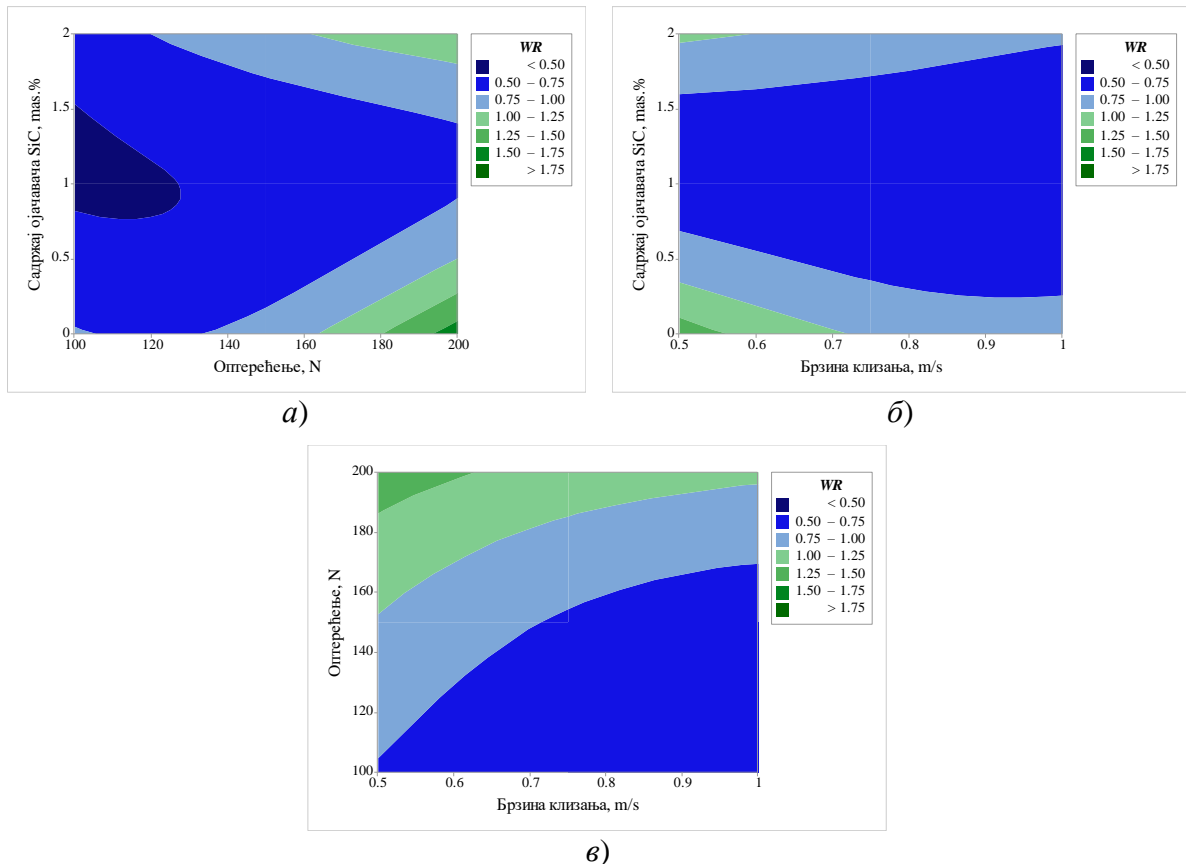 2
1.5
1
0.5
0
Садржај ојачавача SiC, mas.%
100 120 140 160 180 200
Оптерећење, N
WR
< 0.50
0.50 – 0.75
0.75 – 1.00
1.00 – 1.25
1.25 – 1.50
1.50 – 1.75
> 1.75
а)
2
1.5
1
0.5
0
Садржај ојачавача SiC, mas.%
0.5 0.6 0.7 0.8 0.9 1
Брзина клизања, m/s
WR
< 0.50
0.50 – 0.75
0.75 – 1.00
1.00 – 1.25
1.25 – 1.50
1.50 – 1.75
> 1.75
б)
200
180
160
140
120
100
Оптерећење, N
0.5 0.6 0.7 0.8 0.9 1
Брзина клизања, m/s
WR
< 0.50
0.50 – 0.75
0.75 – 1.00
1.00 – 1.25
1.25 – 1.50
1.50 – 1.75
> 1.75
в)